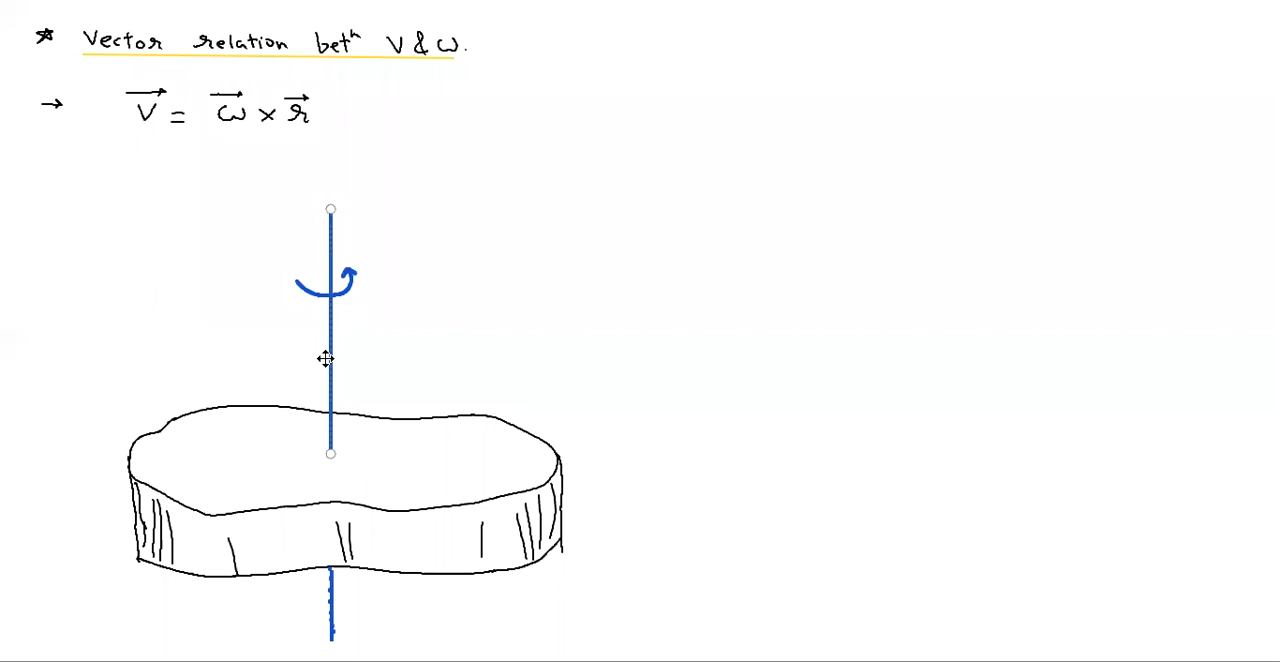 * Vector relation betⁿ V & ω.
→ V⃗ = ω⃗ × r⃗